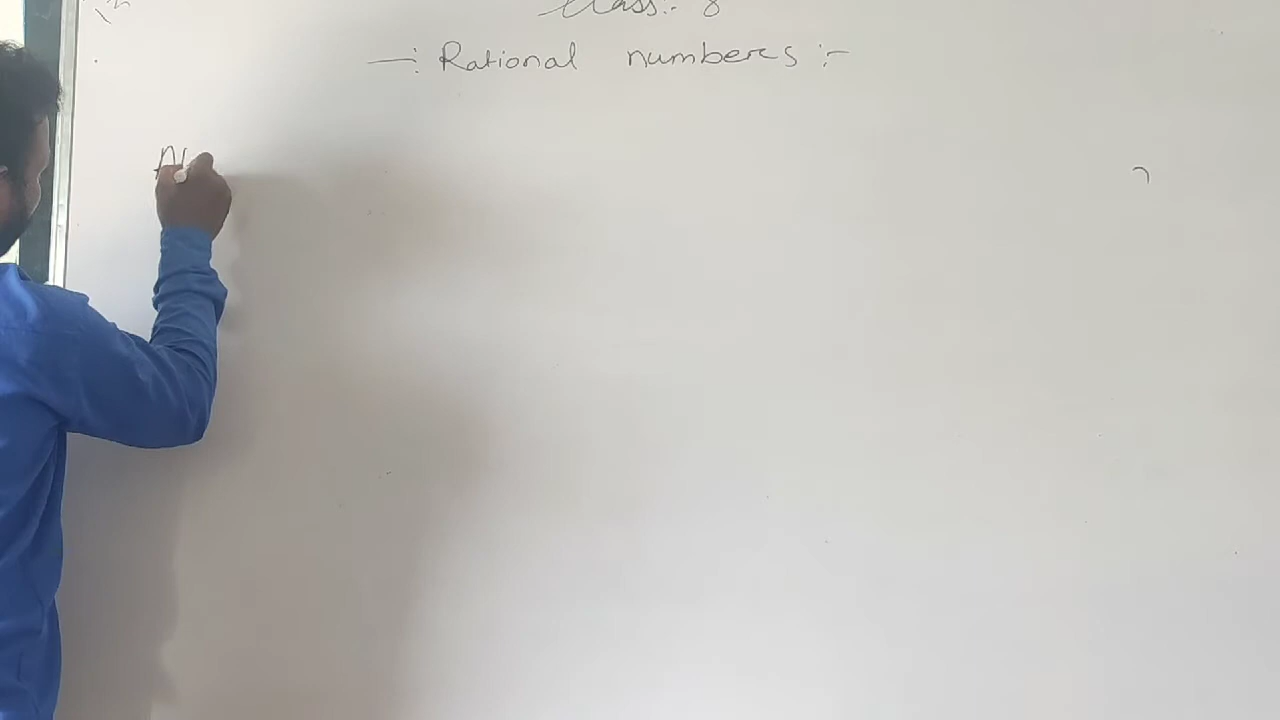 Class:- 8
—: Rational numbers :-
N